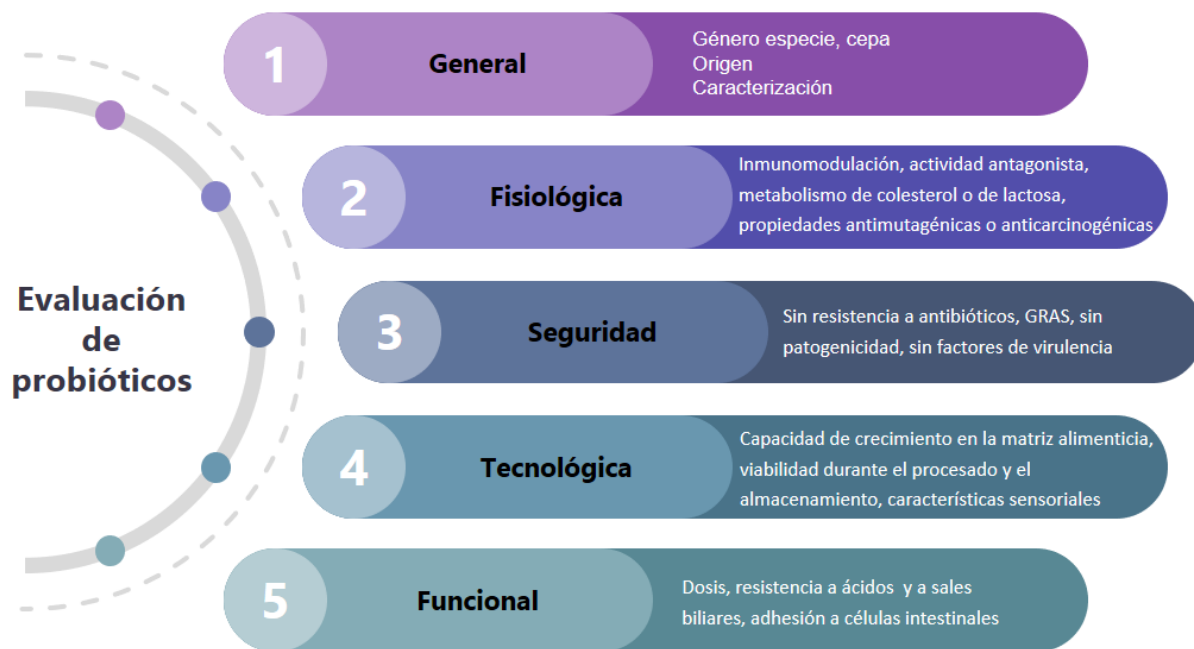 Evaluación
de
probióticos
1
General
Género especie, cepa
Origen
Caracterización
2
Fisiológica
Inmunomodulación, actividad antagonista,
metabolismo de colesterol o de lactosa,
propiedades antimutagénicas o anticarcinogénicas
3
Seguridad
Sin resistencia a antibióticos, GRAS, sin
patogenicidad, sin factores de virulencia
4
Tecnológica
Capacidad de crecimiento en la matriz alimenticia,
viabilidad durante el procesado y el
almacenamiento, características sensoriales
5
Funcional
Dosis, resistencia a ácidos y a sales
biliares, adhesión a células intestinales